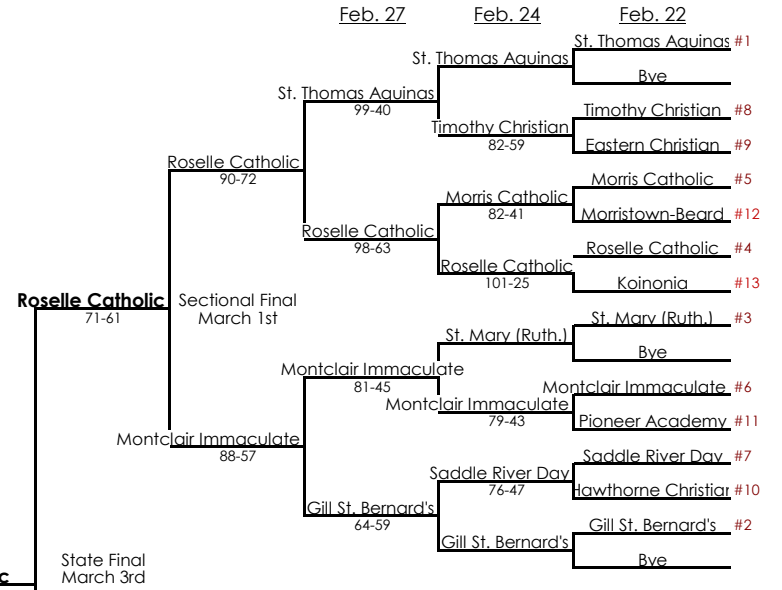 Feb. 27 Feb. 24 Feb. 22
St. Thomas Aquinas #1
St. Thomas Aquinas
Bye
St. Thomas Aquinas
99-40
Timothy Christian #8
Timothy Christian
82-59
Eastern Christian #9
Roselle Catholic
90-72
Morris Catholic #5
Morris Catholic
82-41
Morristown-Beard #12
Roselle Catholic
98-63
Roselle Catholic #4
Roselle Catholic
101-25
Koinonia #13
Roselle Catholic
71-61
Sectional Final
March 1st
St. Mary (Ruth.) #3
St. Mary (Ruth.)
Bye
Montclair Immaculate
81-45
Montclair Immaculate #6
Montclair Immaculate
79-43
Pioneer Academy #11
Montclair Immaculate
88-57
Saddle River Day #7
Saddle River Day
76-47
Hawthorne Christian #10
Gill St. Bernard's
64-59
Gill St. Bernard's #2
Gill St. Bernard's
Bye
State Final
March 3rd
c